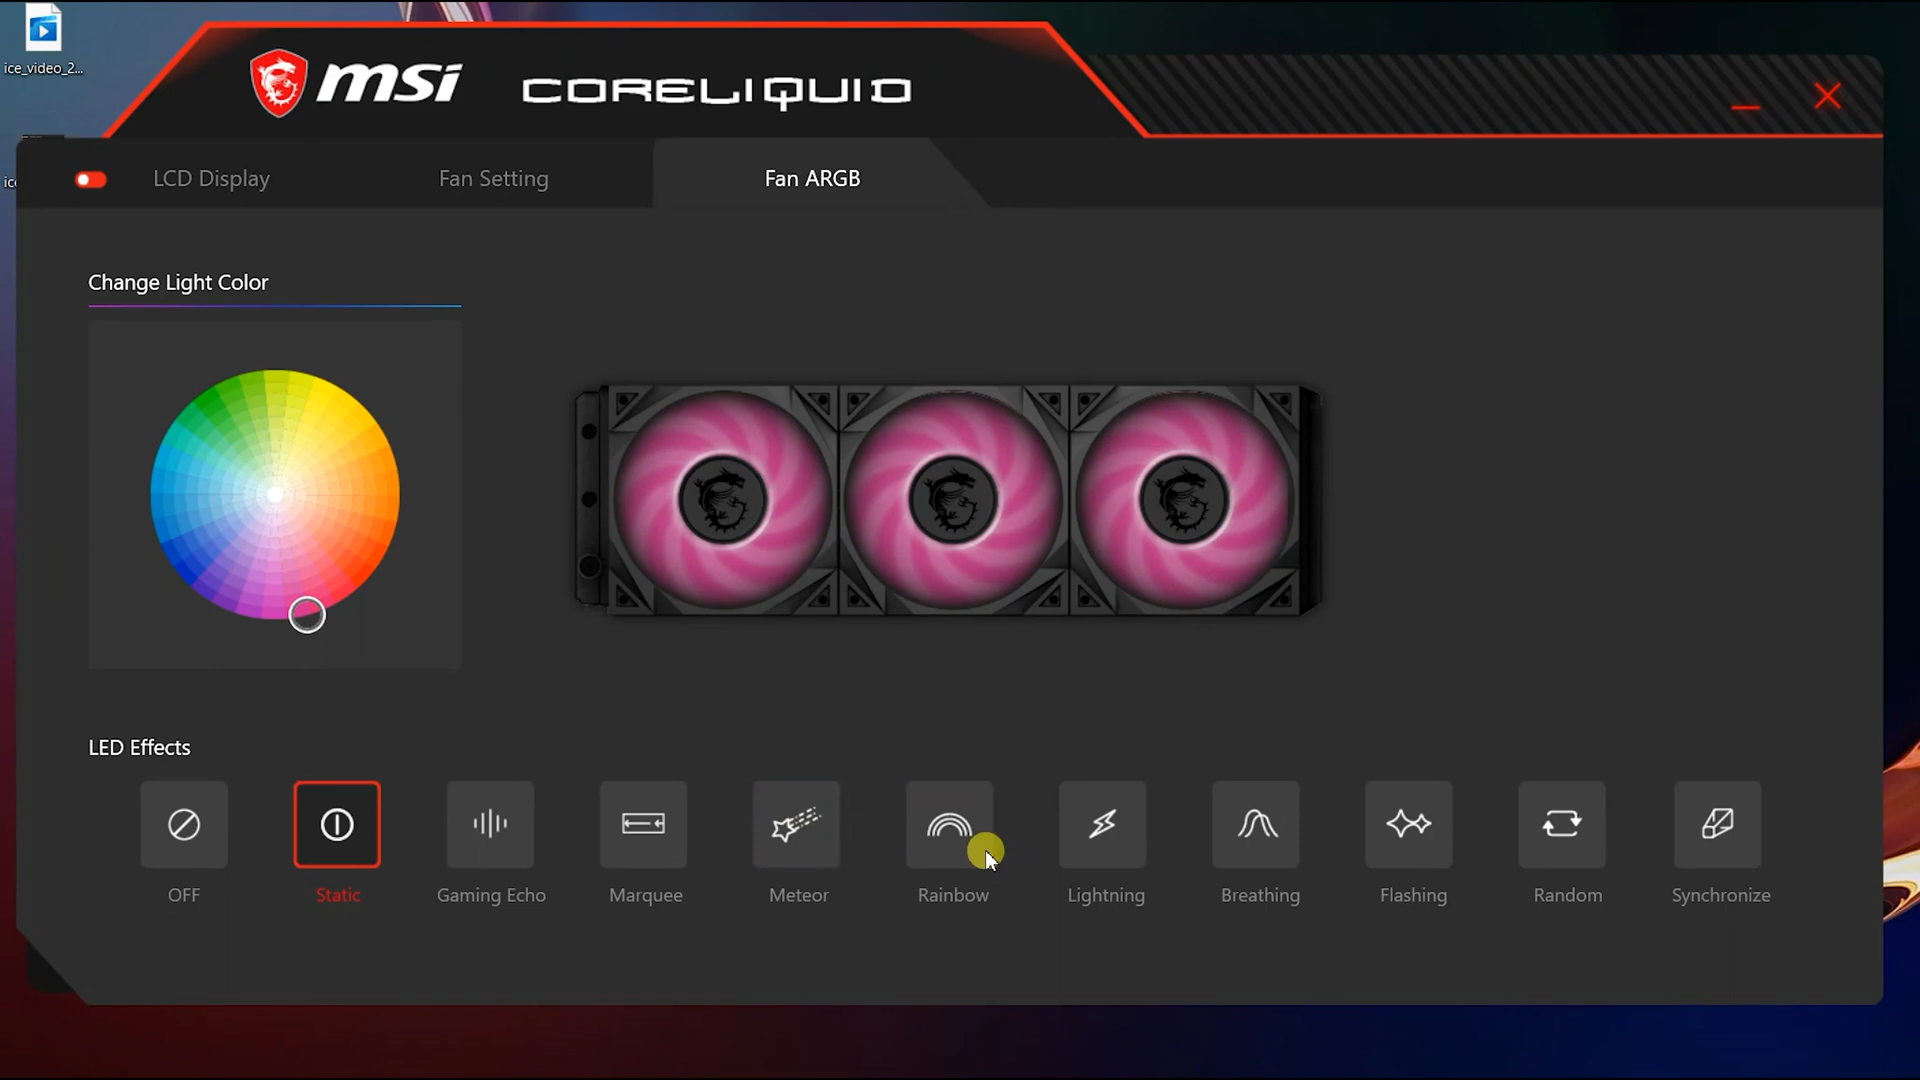 ice_video_2...
msi CORELIQUID
ic
LCD Display Fan Setting Fan ARGB
Change Light Color
LED Effects
OFF Static Gaming Echo Marquee Meteor Rainbow Lightning Breathing Flashing Random Synchronize